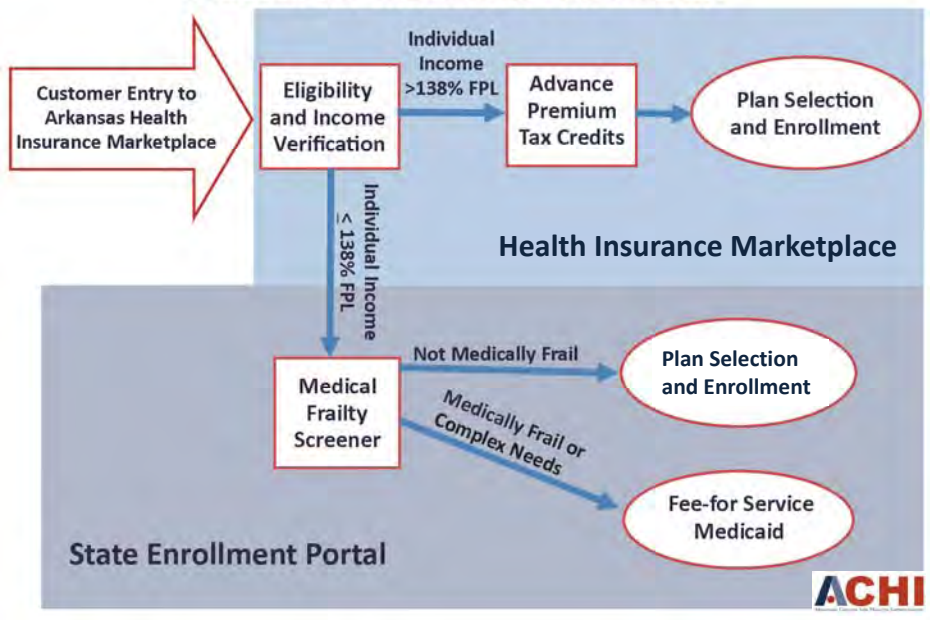 Customer Entry to
Arkansas Health
Insurance Marketplace
Eligibility
and Income
Verification
Individual
Income
>138% FPL
Advance
Premium
Tax Credits
Plan Selection
and Enrollment
Individual Income
≤ 138% FPL
Health Insurance Marketplace
Medical
Frailty
Screener
Not Medically Frail
Plan Selection
and Enrollment
Medically Frail or
Complex Needs
Fee-for Service
Medicaid
State Enrollment Portal
ACHI